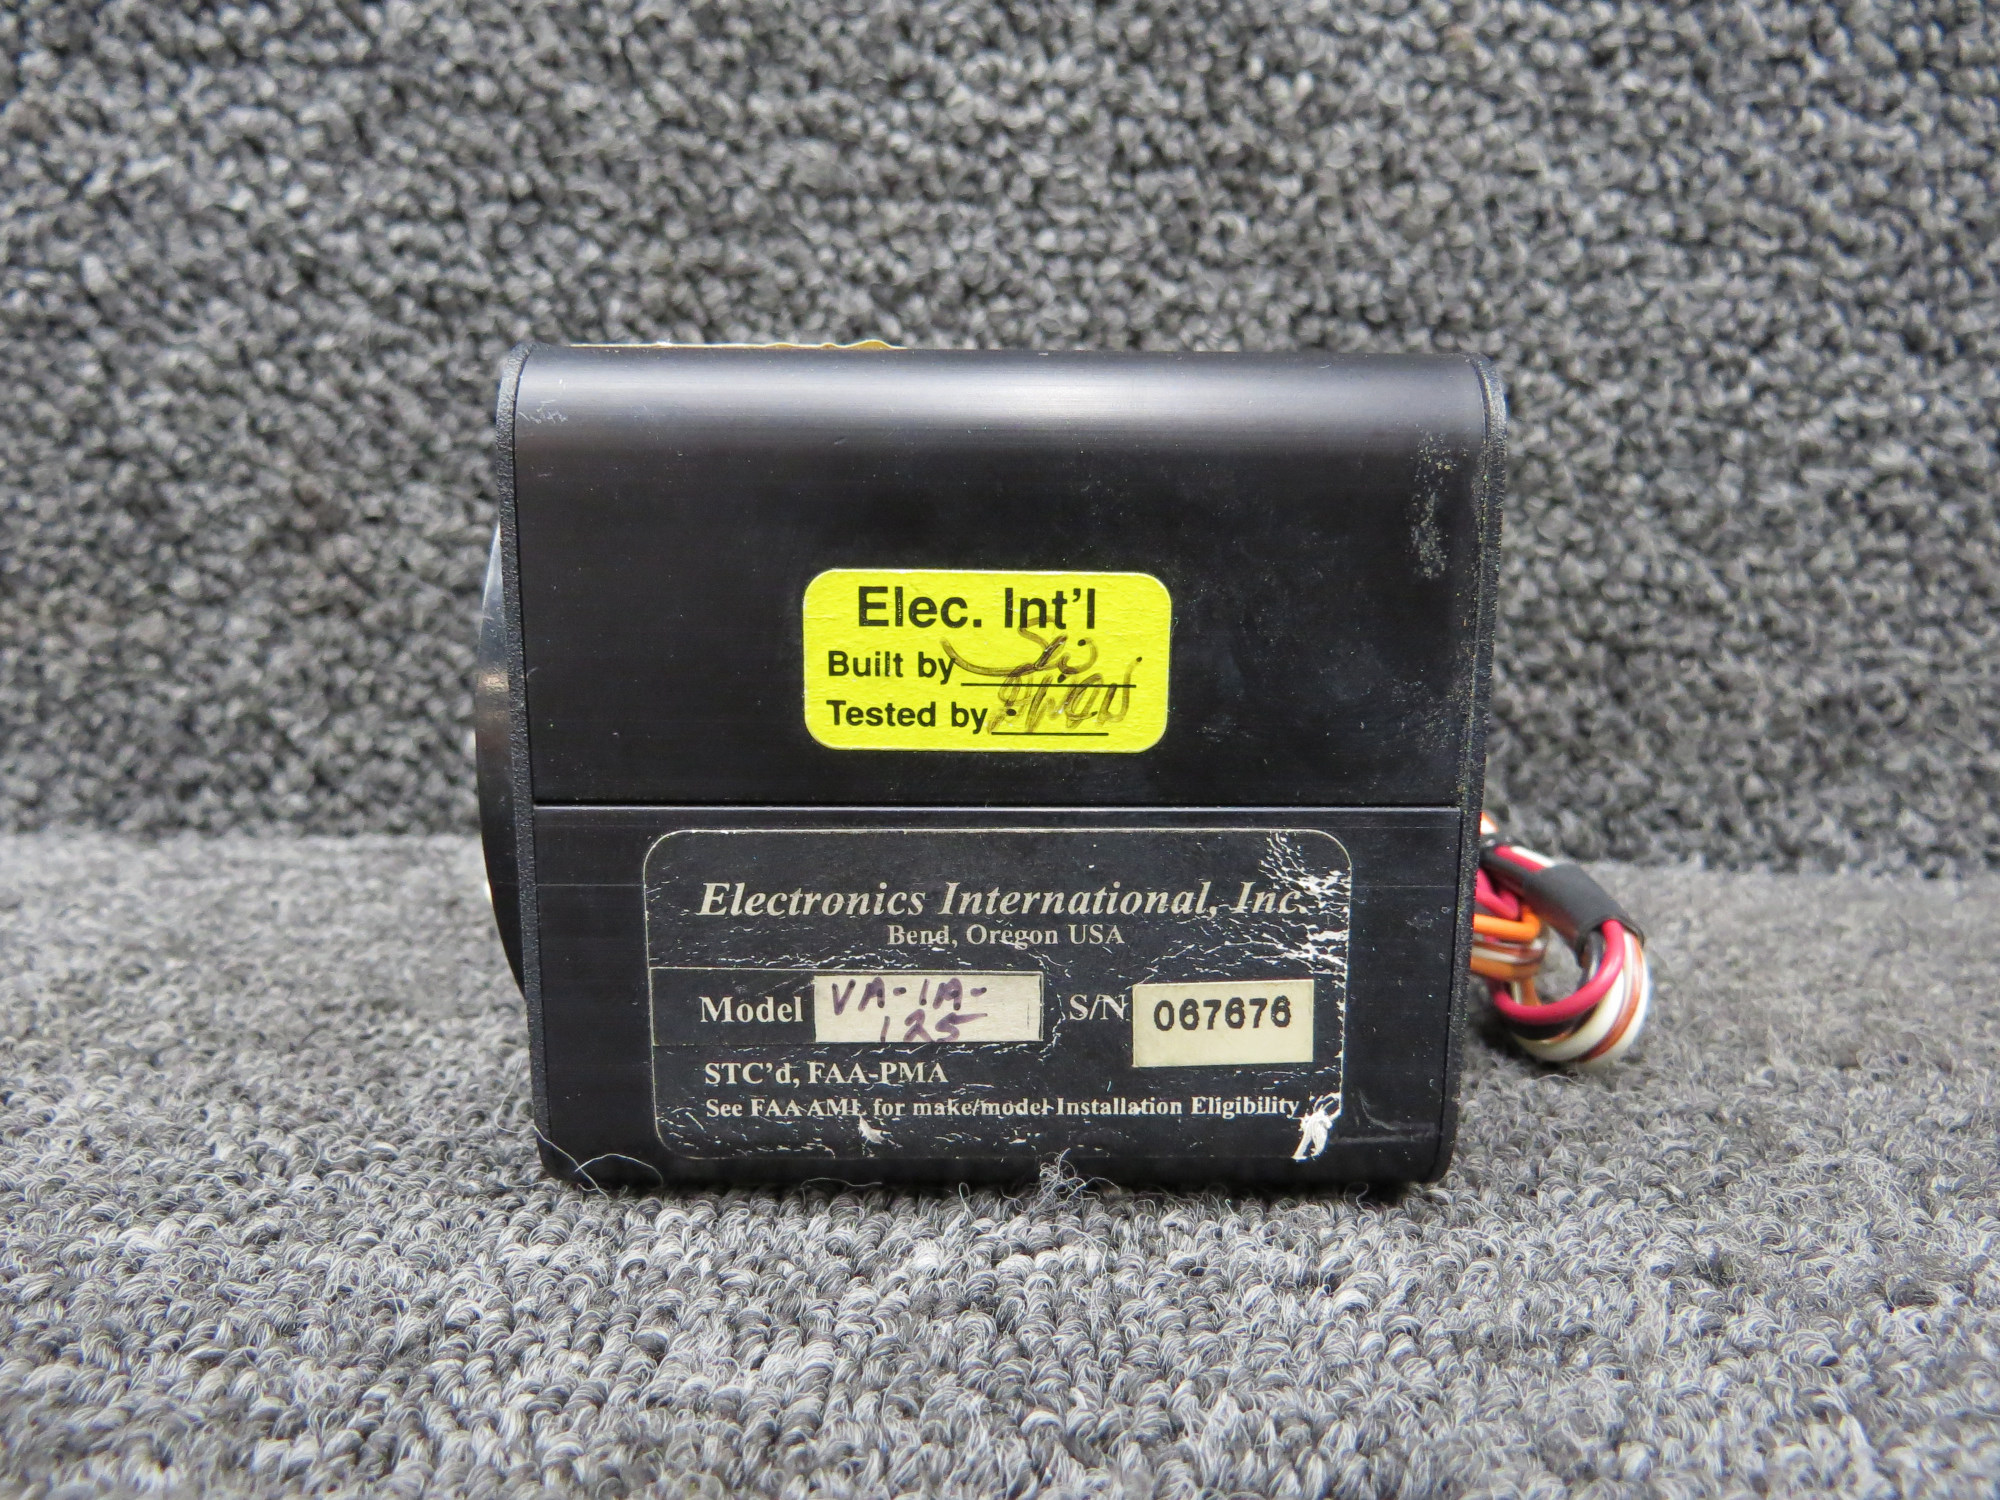 Elec. Int'l
Built by
Tested by
Electronics International, Inc.
Bend, Oregon USA
Model VA-1A-125 S/N 067676
STC'd, FAA-PMA
See FAA AML for make/model Installation Eligibility